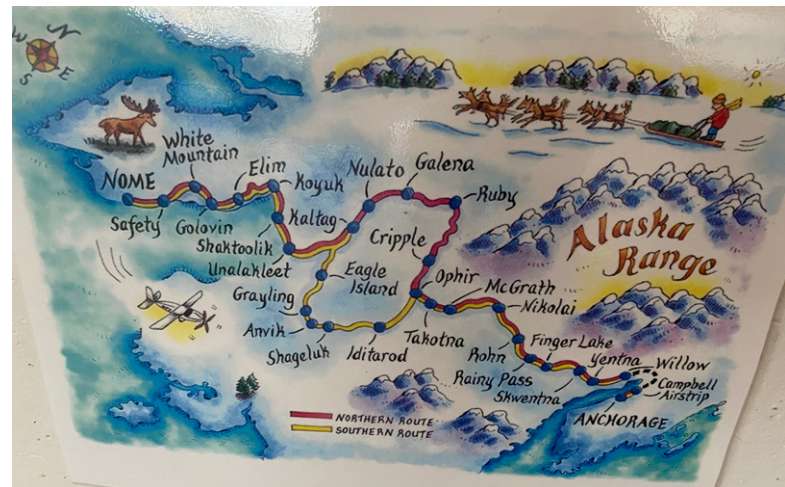 N
W
E
S
White
Mountain
Elim
Koyuk
Nulato
Galena
NOME
Ruby
Safety
Golovin
Kaltag
Shaktoolik
Unalakleet
Cripple
Alaska
Range
Eagle
Island
Ophir
McGrath
Nikolai
Grayling
Anvik
Shageluk
Iditarod
Takotna
Rohn
Finger Lake
Rainy Pass
Yentna
Willow
Skwentna
Campbell
Airstrip
ANCHORAGE
NORTHERN ROUTE
SOUTHERN ROUTE